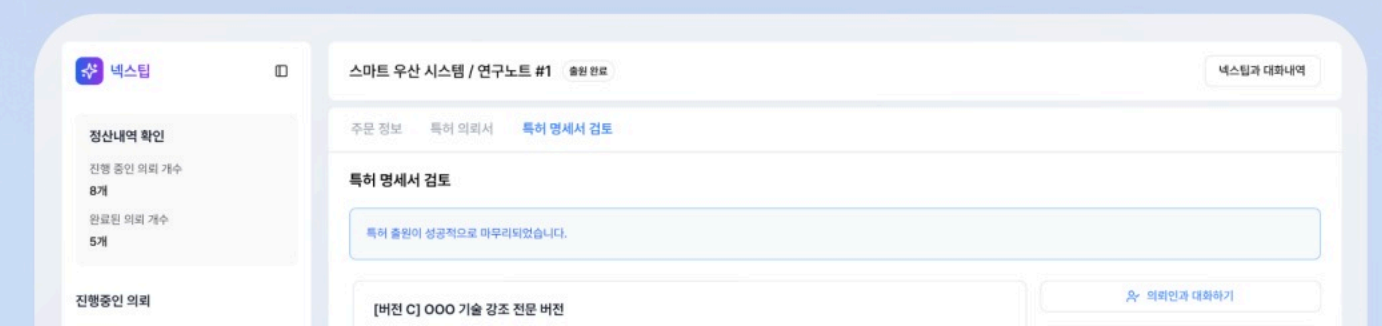 넥스팁
정산내역 확인
진행 중인 의뢰 개수
8개
완료된 의뢰 개수
5개
진행중인 의뢰
스마트 우산 시스템 / 연구노트 #1 출원 완료
넥스팁과 대화내역
주문 정보 특허 의뢰서 특허 명세서 검토
특허 명세서 검토
특허 출원이 성공적으로 마무리되었습니다.
[버전 C] OOO 기술 강조 전문 버전
의뢰인과 대화하기